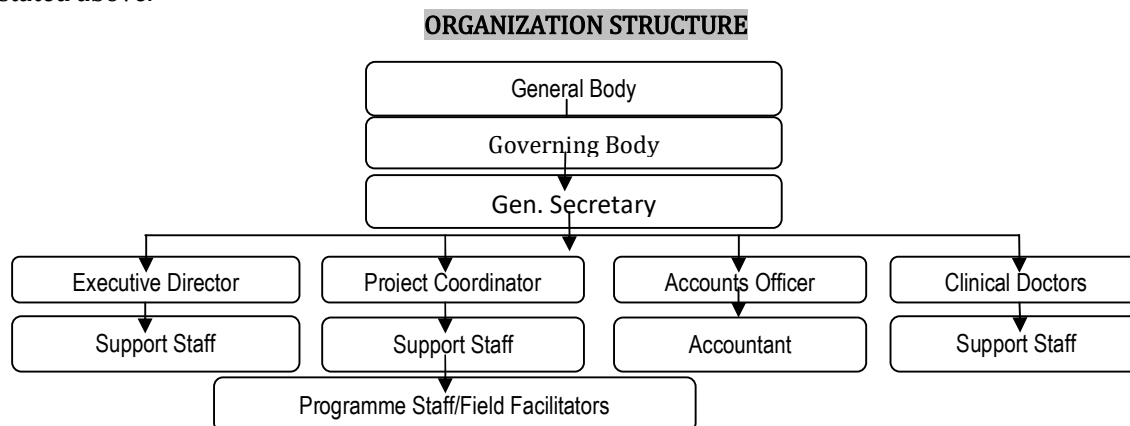 stated above.
ORGANIZATION STRUCTURE
General Body
Governing Body
Gen. Secretary
Executive Director Project Coordinator Accounts Officer Clinical Doctors
Support Staff Support Staff Accountant Support Staff
Programme Staff/Field Facilitators